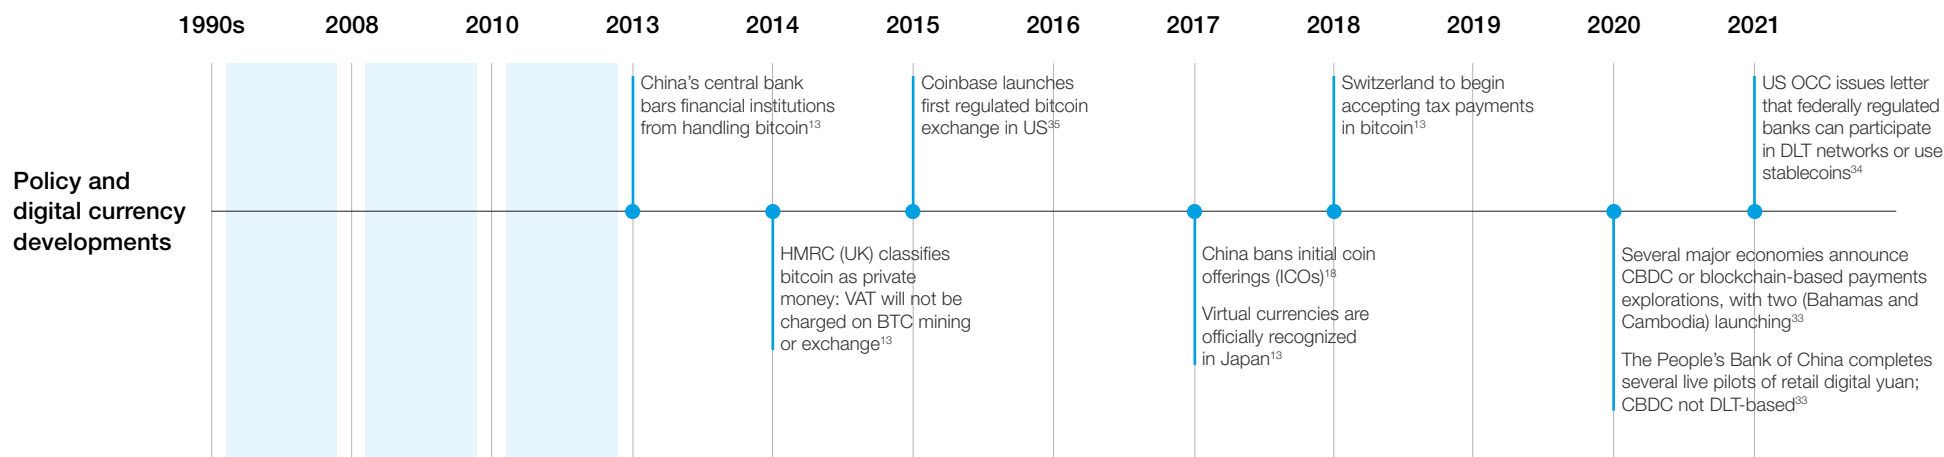 1990s 2008 2010 2013 2014 2015 2016 2017 2018 2019 2020 2021
Policy and
digital currency
developments
China’s central bank
bars financial institutions
from handling bitcoin¹³
HMRC (UK) classifies
bitcoin as private
money: VAT will not be
charged on BTC mining
or exchange¹³
Coinbase launches
first regulated bitcoin
exchange in US³⁵
China bans initial coin
offerings (ICOs)¹⁸
Virtual currencies are
officially recognized
in Japan¹³
Switzerland to begin
accepting tax payments
in bitcoin¹³
Several major economies announce
CBDC or blockchain-based payments
explorations, with two (Bahamas and
Cambodia) launching³³
The People’s Bank of China completes
several live pilots of retail digital yuan;
CBDC not DLT-based³³
US OCC issues letter
that federally regulated
banks can participate
in DLT networks or use
stablecoins³⁴